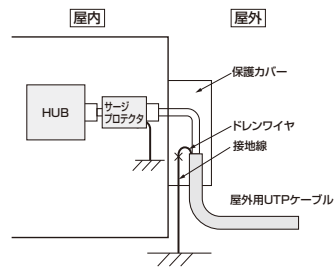 屋内
屋外
保護カバー
HUB
サージ
プロテクタ
ドレンワイヤ
接地線
屋外用UTPケーブル